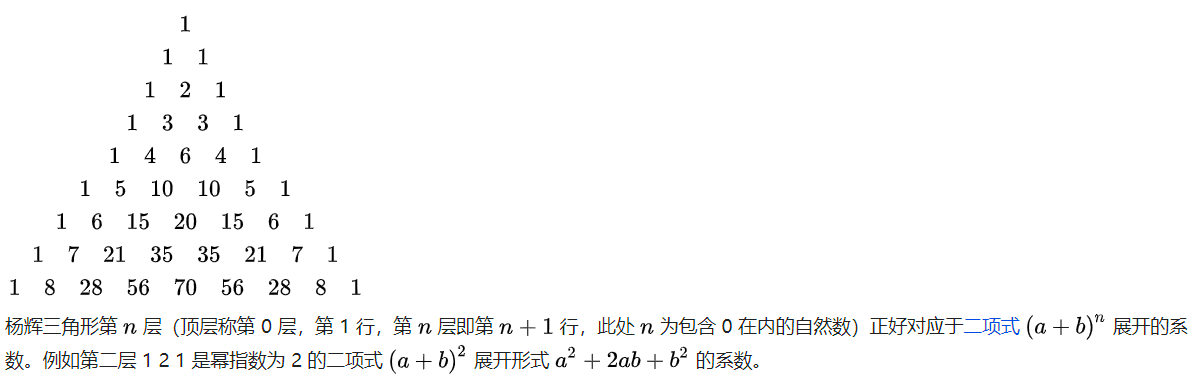 1
1 1
1 2 1
1 3 3 1
1 4 6 4 1
1 5 10 10 5 1
1 6 15 20 15 6 1
1 7 21 35 35 21 7 1
1 8 28 56 70 56 28 8 1
杨辉三角形第 n 层（顶层称第 0 层，第 1 行，第 n 层即第 n + 1 行，此处 n 为包含 0 在内的自然数）正好对应于二项式 (a + b)ⁿ 展开的系
数。例如第二层 1 2 1 是幂指数为 2 的二项式 (a + b)² 展开形式 a² + 2ab + b² 的系数。